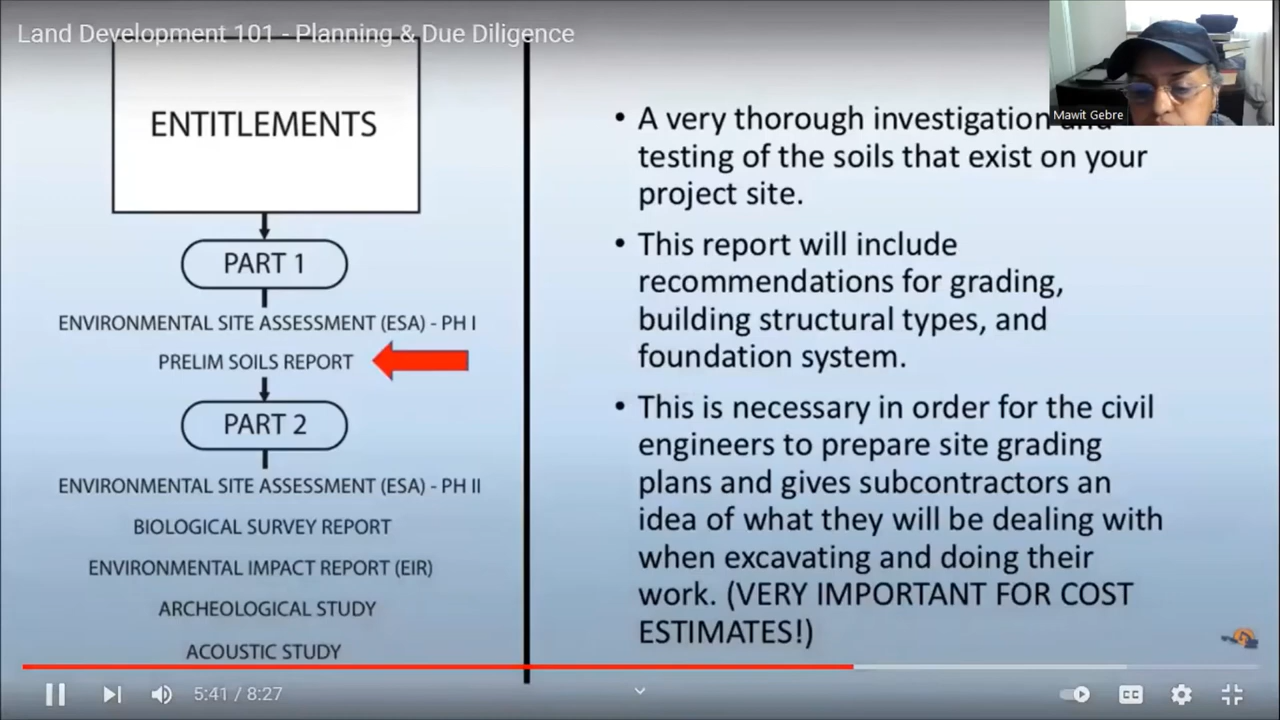 Land Development 101 - Planning & Due Diligence
Mawit Gebre
ENTITLEMENTS
PART 1
ENVIRONMENTAL SITE ASSESSMENT (ESA) - PH I
PRELIM SOILS REPORT
PART 2
ENVIRONMENTAL SITE ASSESSMENT (ESA) - PH II
BIOLOGICAL SURVEY REPORT
ENVIRONMENTAL IMPACT REPORT (EIR)
ARCHEOLOGICAL STUDY
ACOUSTIC STUDY
• A very thorough investigation and
testing of the soils that exist on your
project site.
• This report will include
recommendations for grading,
building structural types, and
foundation system.
• This is necessary in order for the civil
engineers to prepare site grading
plans and gives subcontractors an
idea of what they will be dealing with
when excavating and doing their
work. (VERY IMPORTANT FOR COST
ESTIMATES!)
5:41 / 8:27
CC